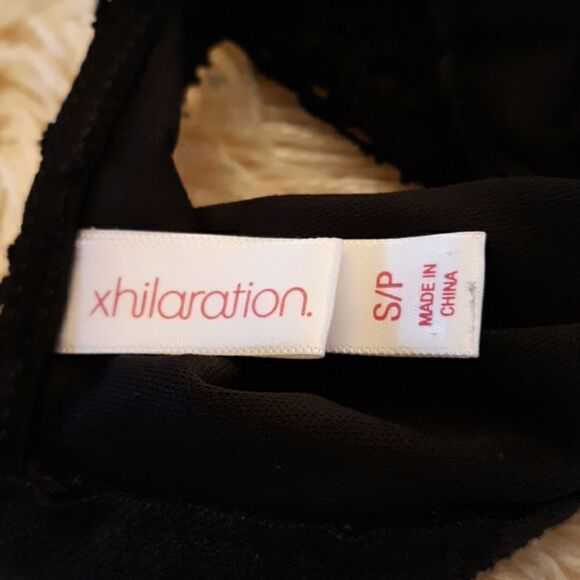 xhilaration.
S/P
MADE IN
CHINA